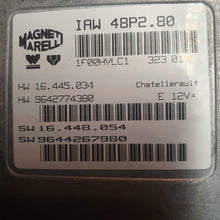 MAGNETI MARELLI
IAW 48P2.80
1F00HVLC1 323 01
HW 16.445.034 Chatellerault
HW 9642774380 E 12V=
SW 16.448.054
SW 9644267980